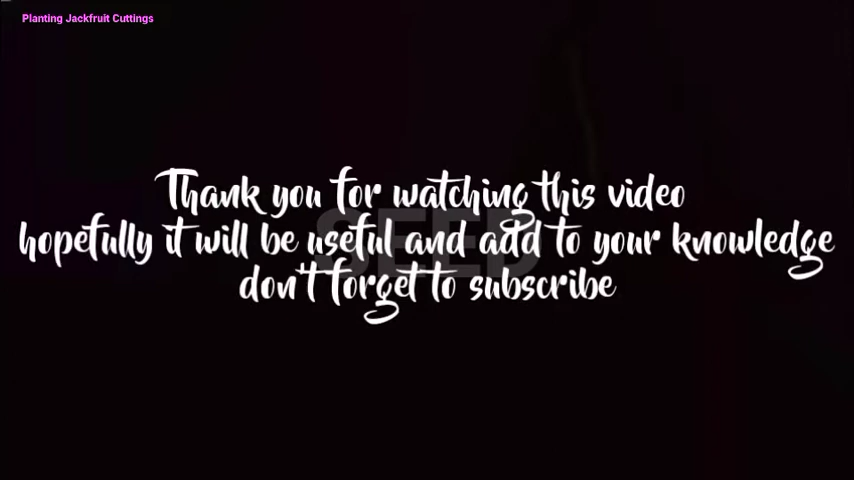 Planting Jackfruit Cuttings
Thank you for watching this video
SEED
hopefully it will be useful and add to your knowledge
don't forget to subscribe